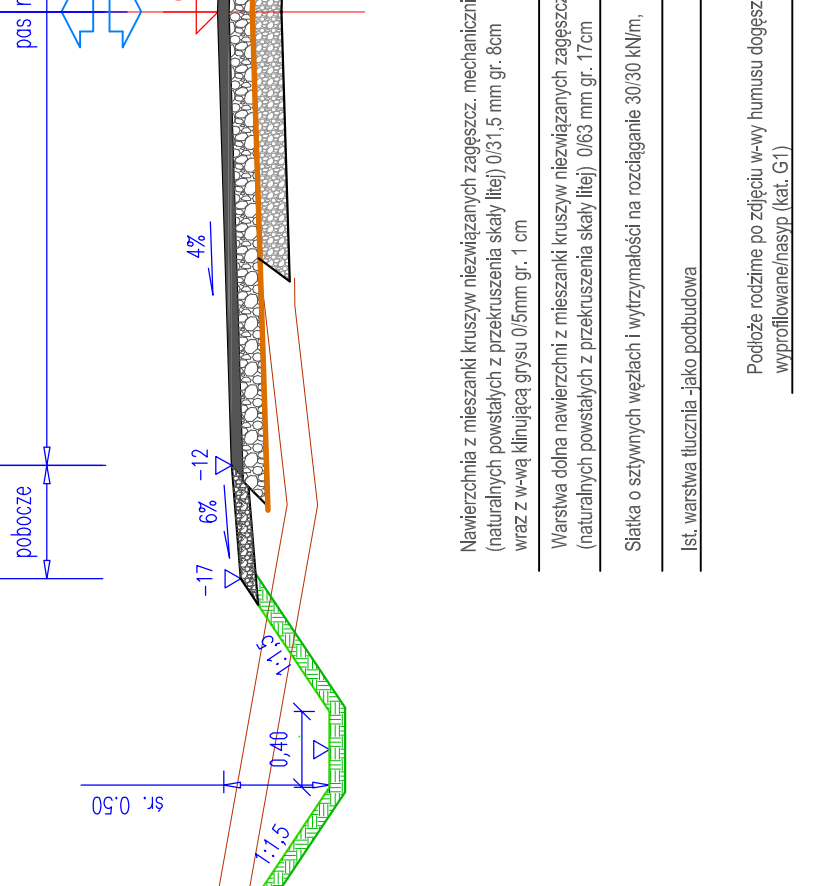 pas
pobocze
4%
6%
-12
-17
1:1,5
0,40
śr. 0.50
1:1,5
Nawierzchnia z mieszanki kruszyw niezwiązanych zagęszcz. mechaniczni
(naturalnych powstałych z przekruszenia skały litej) 0/31,5 mm gr. 8cm
wraz z w-wą klinującą grysu 0/5mm gr. 1 cm
Warstwa dolna nawierzchni z mieszanki kruszyw niezwiązanych zagęszcz
(naturalnych powstałych z przekruszenia skały litej) 0/63 mm gr. 17cm
Siatka o sztywnych węzłach i wytrzymałości na rozciąganie 30/30 kN/m,
Ist. warstwa tłucznia -jako podbudowa
Podłoże rodzime po zdjęciu w-wy humusu dogęsz
wyprofilowane/nasyp (kat. G1)